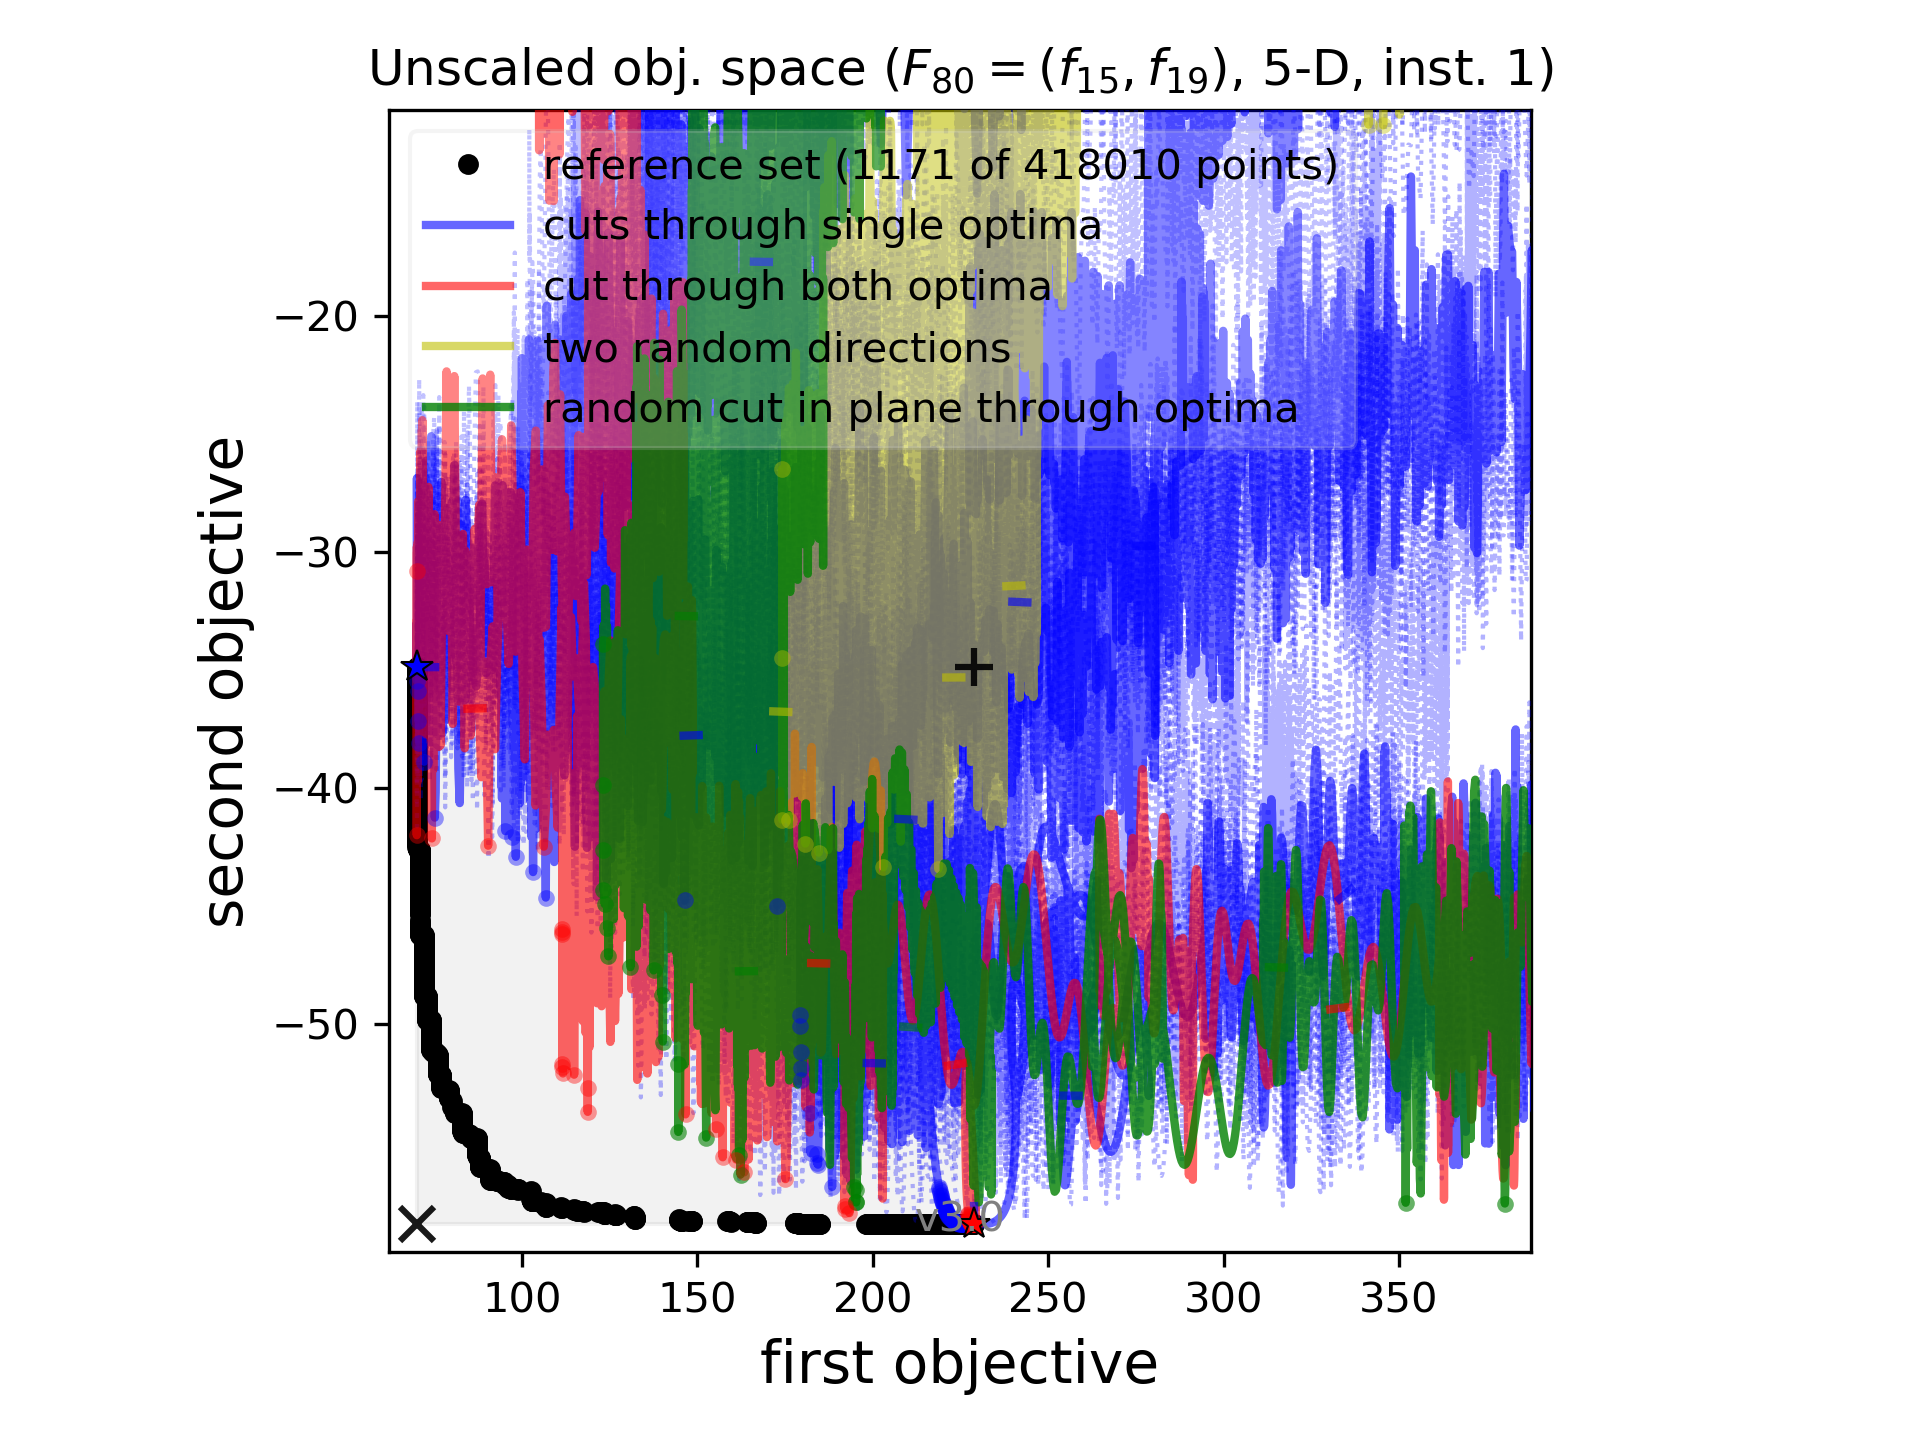 Unscaled obj. space (F₈₀ = (f₁₅, f₁₉), 5-D, inst. 1)
reference set (1171 of 418010 points)
cuts through single optima
cut through both optima
two random directions
random cut in plane through optima
second objective
−20
−30
−40
−50
v3.0
100 150 200 250 300 350
first objective